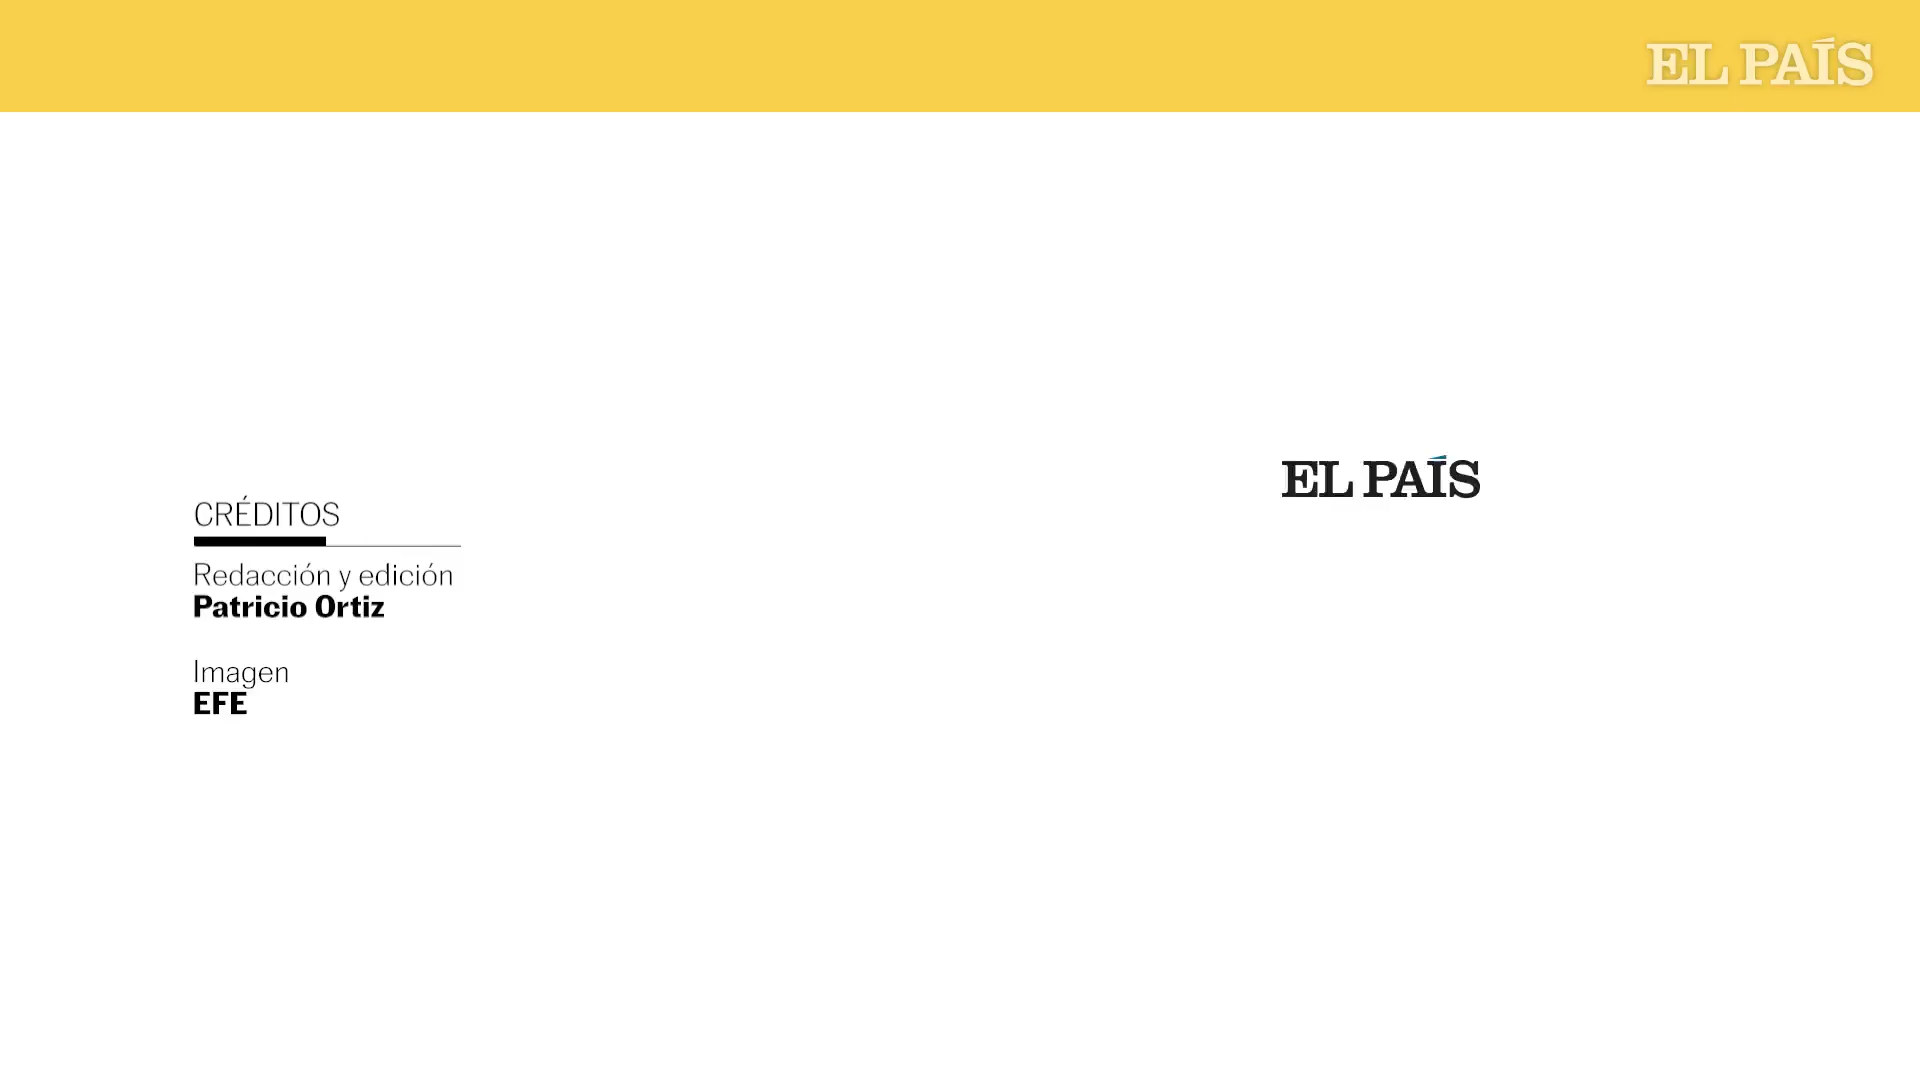 EL PAÍS
EL PAÍS
CRÉDITOS
Redacción y edición
Patricio Ortiz
Imagen
EFE